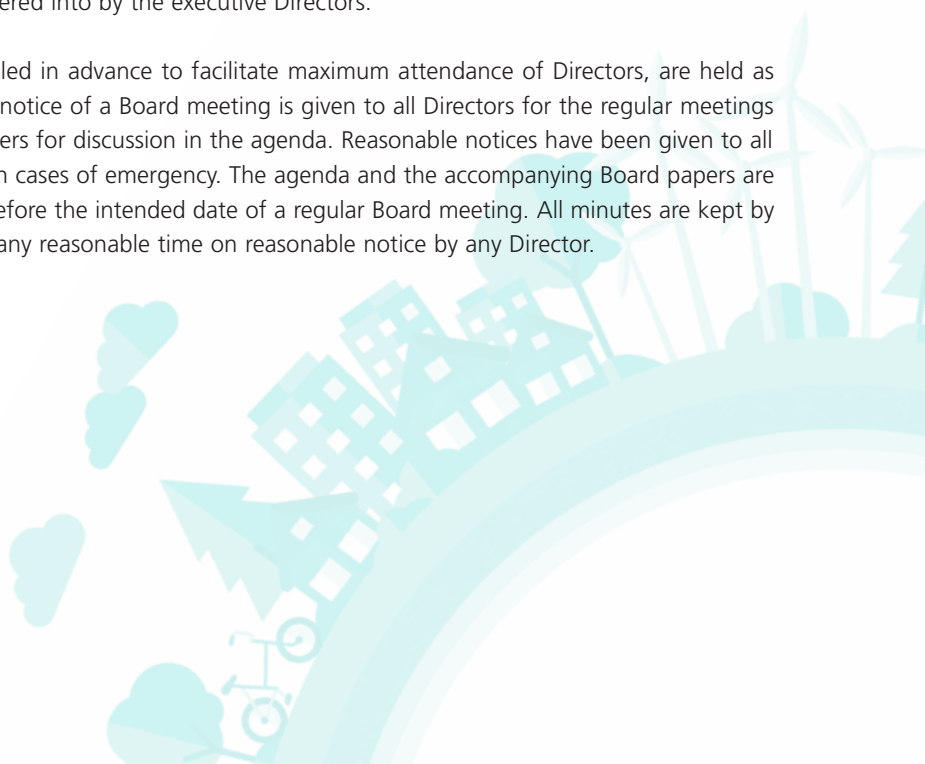 ered into by the executive Directors.
led in advance to facilitate maximum attendance of Directors, are held as
notice of a Board meeting is given to all Directors for the regular meetings
ers for discussion in the agenda. Reasonable notices have been given to all
n cases of emergency. The agenda and the accompanying Board papers are
efore the intended date of a regular Board meeting. All minutes are kept by
any reasonable time on reasonable notice by any Director.